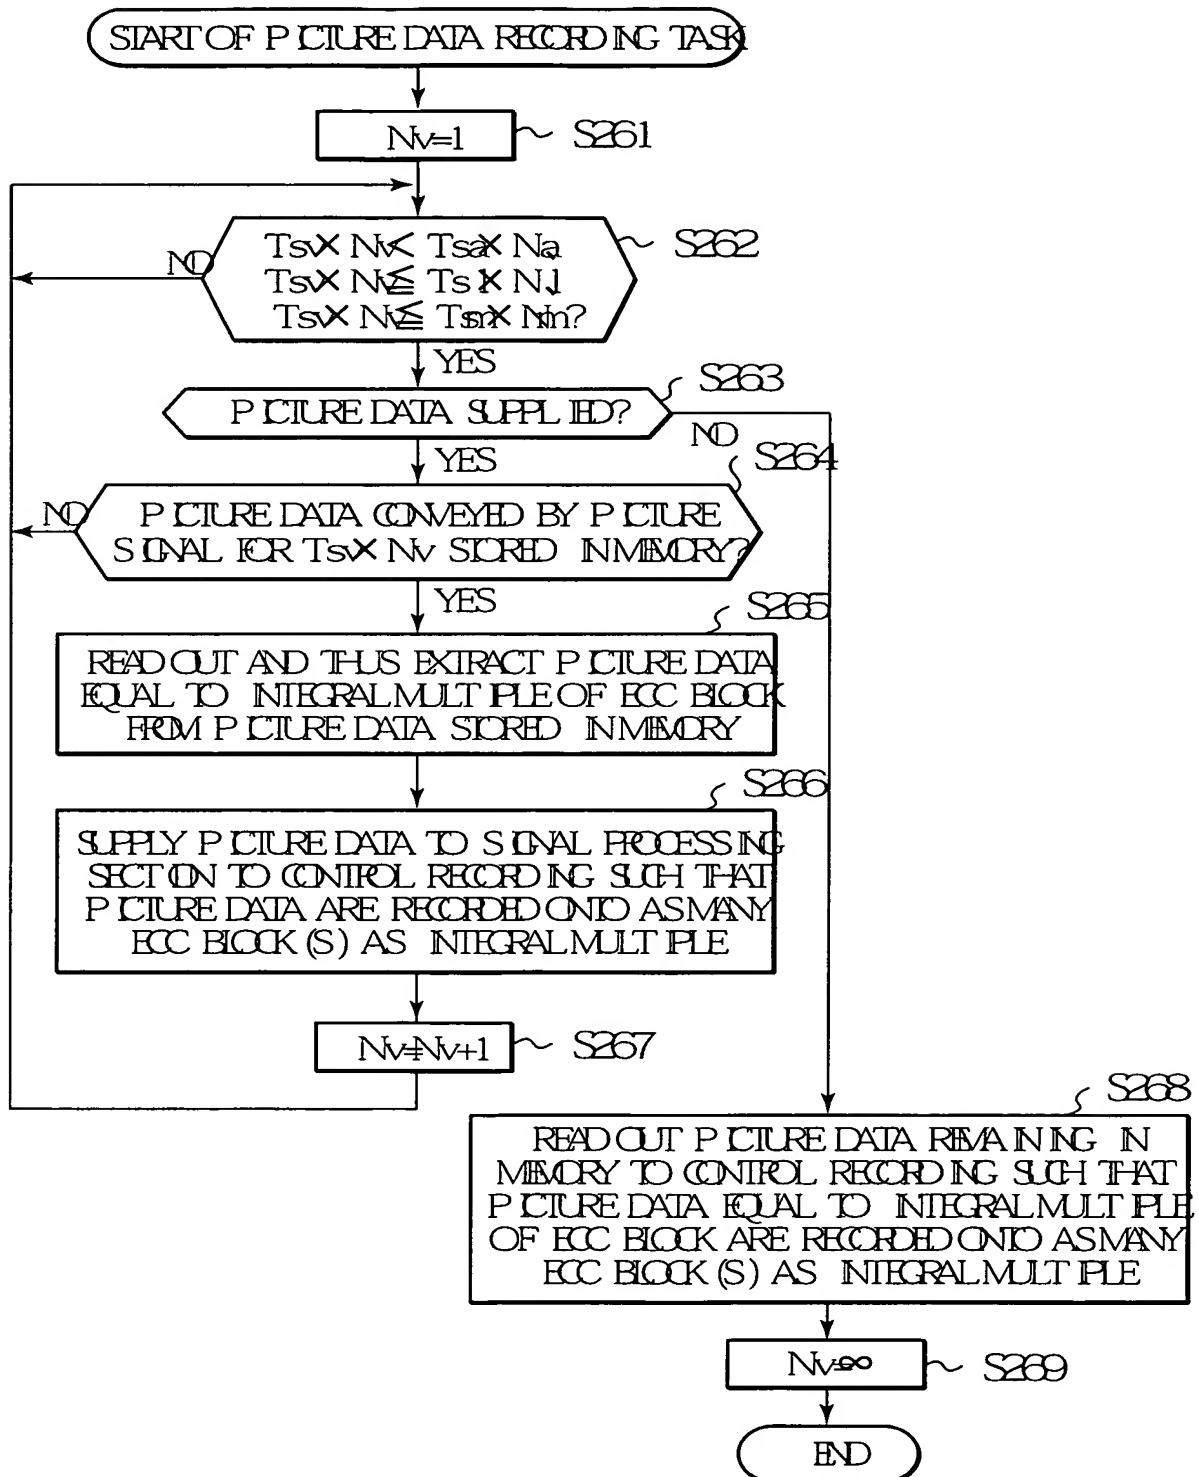 START OF PICTURE DATA RECORDING TASK
Nv=1
S261
Tsv×Nv<Tsa×Na,
Tsv×Nv≦Tsl×Nl,
Tsv×Nv≦Tsm×Nm?
S262
NO
YES
PICTURE DATA SUPPLIED?
S263
NO
YES
S264
PICTURE DATA CONVEYED BY PICTURE
SIGNAL FOR Tsv×Nv STORED IN MEMORY?
NO
YES
S265
READ OUT AND THUS EXTRACT PICTURE DATA
EQUAL TO INTEGRAL MULTIPLE OF ECC BLOCK
FROM PICTURE DATA STORED IN MEMORY
S266
SUPPLY PICTURE DATA TO SIGNAL PROCESSING
SECTION TO CONTROL RECORDING SUCH THAT
PICTURE DATA ARE RECORDED ONTO AS MANY
ECC BLOCK(S) AS INTEGRAL MULTIPLE
Nv=Nv+1
S267
S268
READ OUT PICTURE DATA REMAINING IN
MEMORY TO CONTROL RECORDING SUCH THAT
PICTURE DATA EQUAL TO INTEGRAL MULTIPLE
OF ECC BLOCK ARE RECORDED ONTO AS MANY
ECC BLOCK(S) AS INTEGRAL MULTIPLE
Nv=∞
S269
END